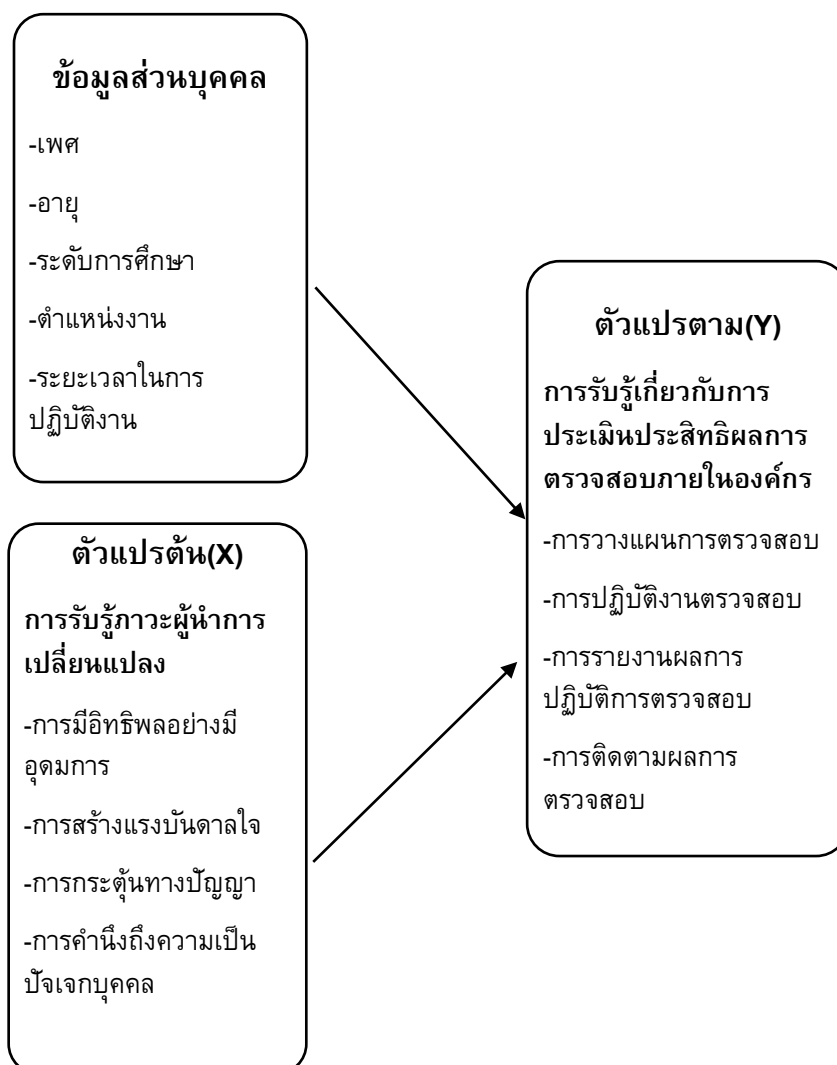 ข้อมูลส่วนบุคคล
-เพศ
-อายุ
-ระดับการศึกษา
-ตำแหน่งงาน
-ระยะเวลาในการ
ปฏิบัติงาน
ตัวแปรต้น(X)
การรับรู้ภาวะผู้นำการ
เปลี่ยนแปลง
-การมีอิทธิพลอย่างมี
อุดมการ
-การสร้างแรงบันดาลใจ
-การกระตุ้นทางปัญญา
-การคำนึงถึงความเป็น
ปัจเจกบุคคล
ตัวแปรตาม(Y)
การรับรู้เกี่ยวกับการ
ประเมินประสิทธิผลการ
ตรวจสอบภายในองค์กร
-การวางแผนการตรวจสอบ
-การปฏิบัติงานตรวจสอบ
-การรายงานผลการ
ปฏิบัติการตรวจสอบ
-การติดตามผลการ
ตรวจสอบ